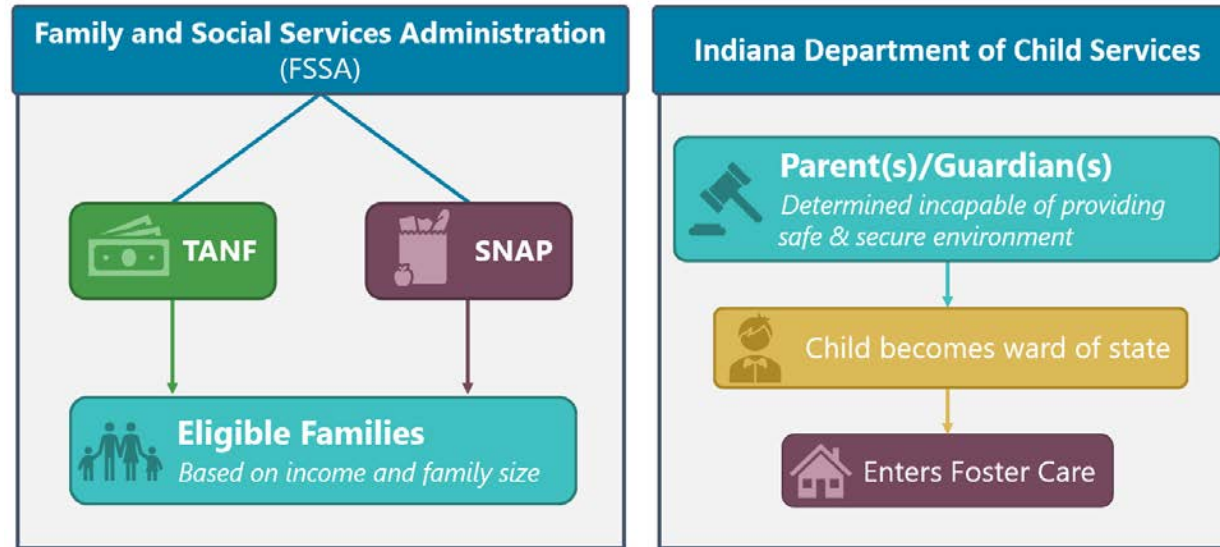 Family and Social Services Administration
(FSSA)
TANF
SNAP
Eligible Families
Based on income and family size
Indiana Department of Child Services
Parent(s)/Guardian(s)
Determined incapable of providing
safe & secure environment
Child becomes ward of state
Enters Foster Care